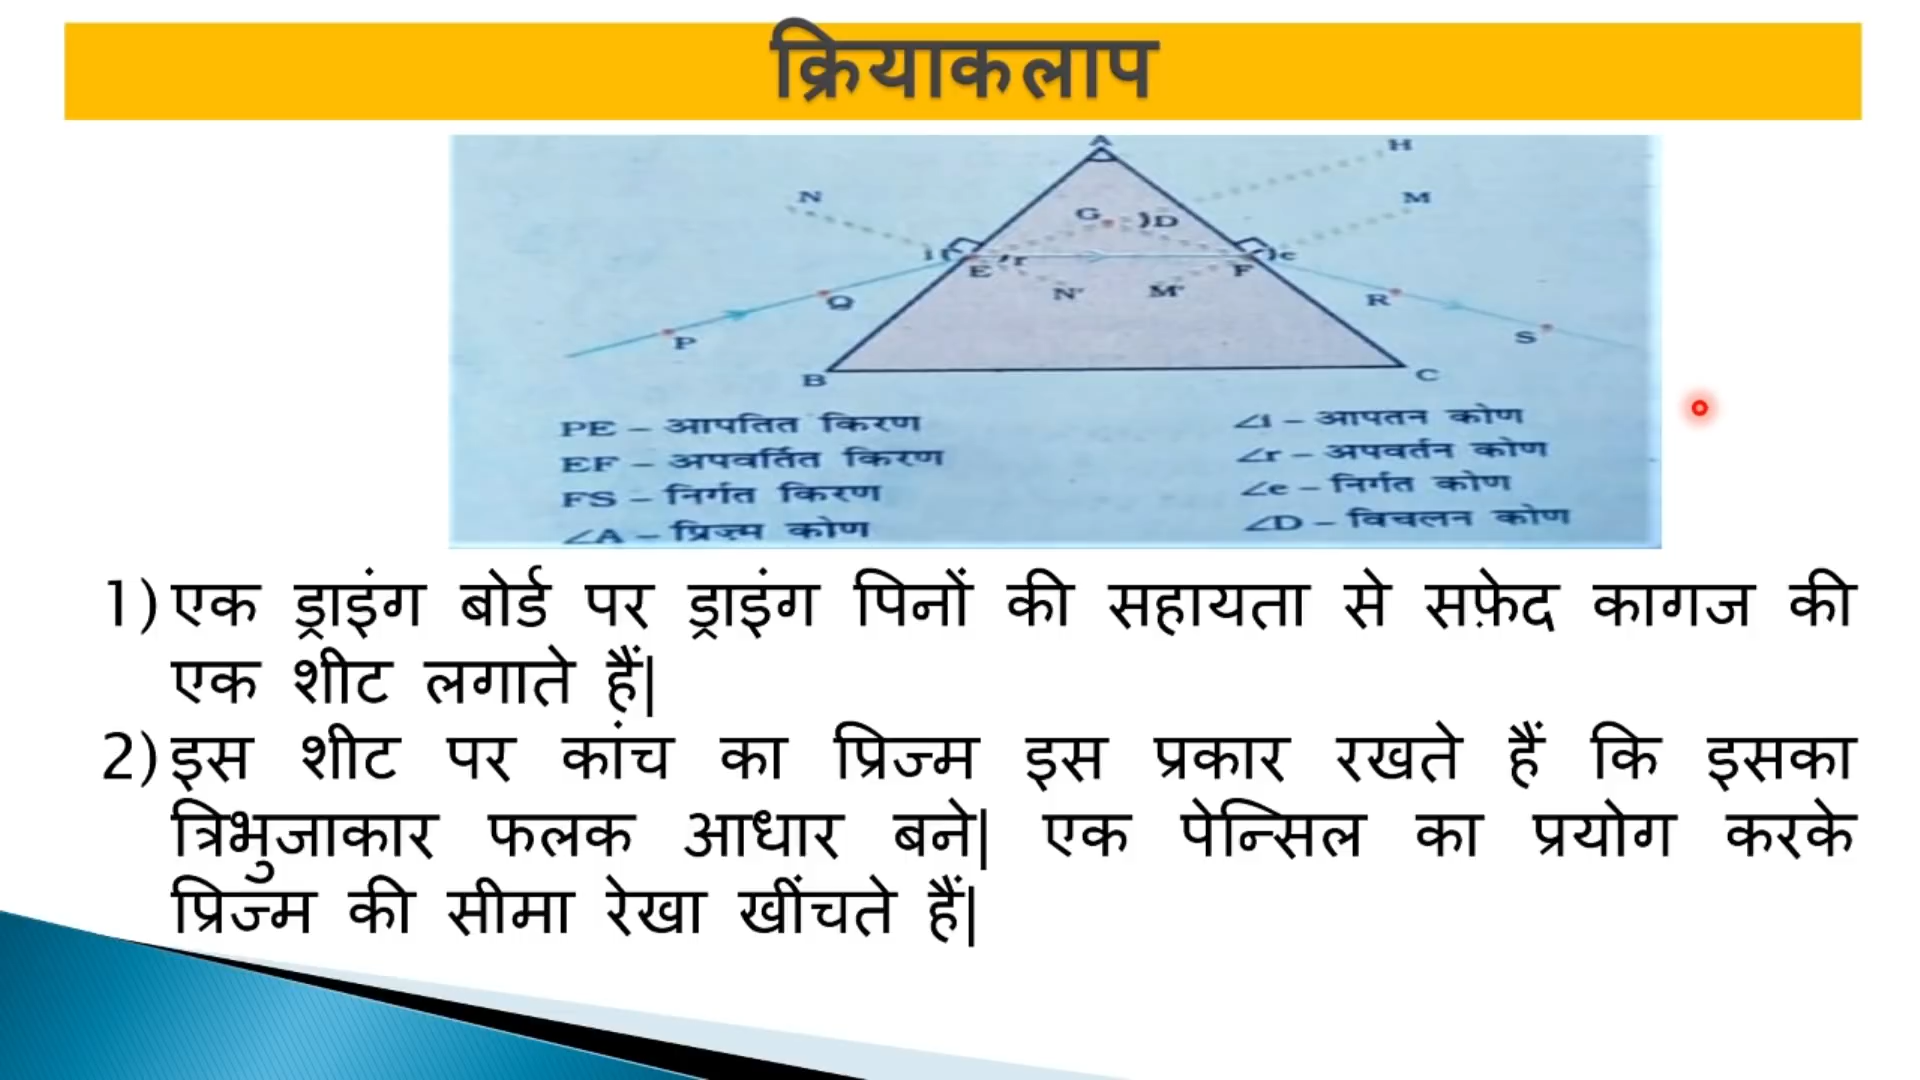 क्रियाकलाप
A
H
N
M
G
D
i
E
r
F
e
N'
M'
Q
R
P
S
B
C
PE – आपतित किरण
∠i – आपतन कोण
EF – अपवर्तित किरण
∠r – अपवर्तन कोण
FS – निर्गत किरण
∠e – निर्गत कोण
∠A – प्रिज़्म कोण
∠D – विचलन कोण
1) एक ड्राइंग बोर्ड पर ड्राइंग पिनों की सहायता से सफ़ेद कागज की
एक शीट लगाते हैं|
2) इस शीट पर कांच का प्रिज्म इस प्रकार रखते हैं कि इसका
त्रिभुजाकार फलक आधार बने| एक पेन्सिल का प्रयोग करके
प्रिज्म की सीमा रेखा खींचते हैं|